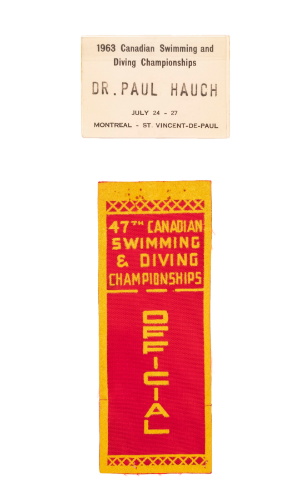 1963 Canadian Swimming and
Diving Championships
DR. PAUL HAUCH
JULY 24 - 27
MONTREAL - ST. VINCENT-DE-PAUL
47TH CANADIAN
SWIMMING
& DIVING
CHAMPIONSHIPS
OFFICIAL